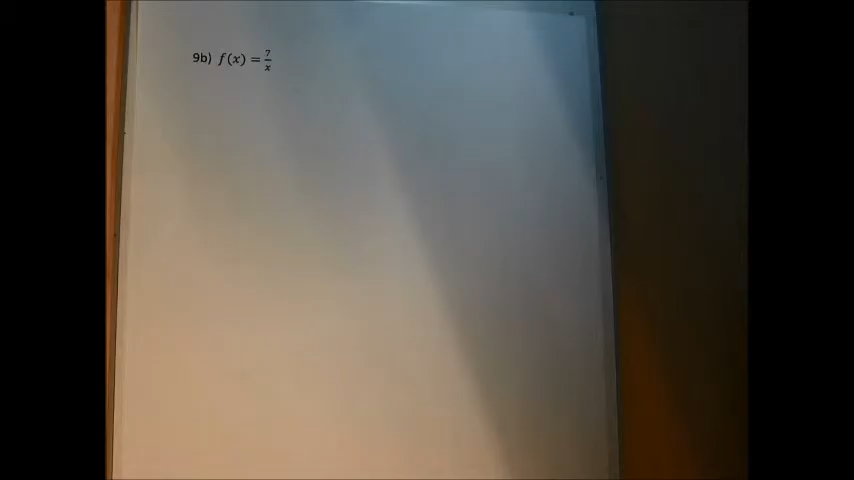 9b) f(x) = 7/x